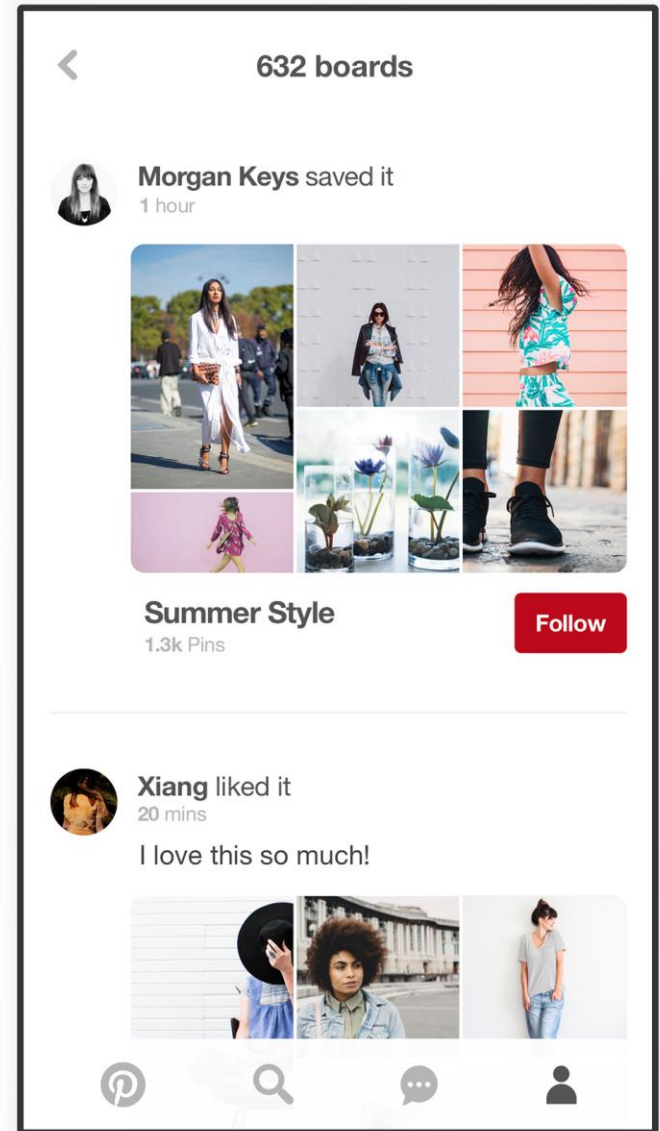 632 boards
Morgan Keys saved it
1 hour
Summer Style
1.3k Pins
Follow
Xiang liked it
20 mins
I love this so much!